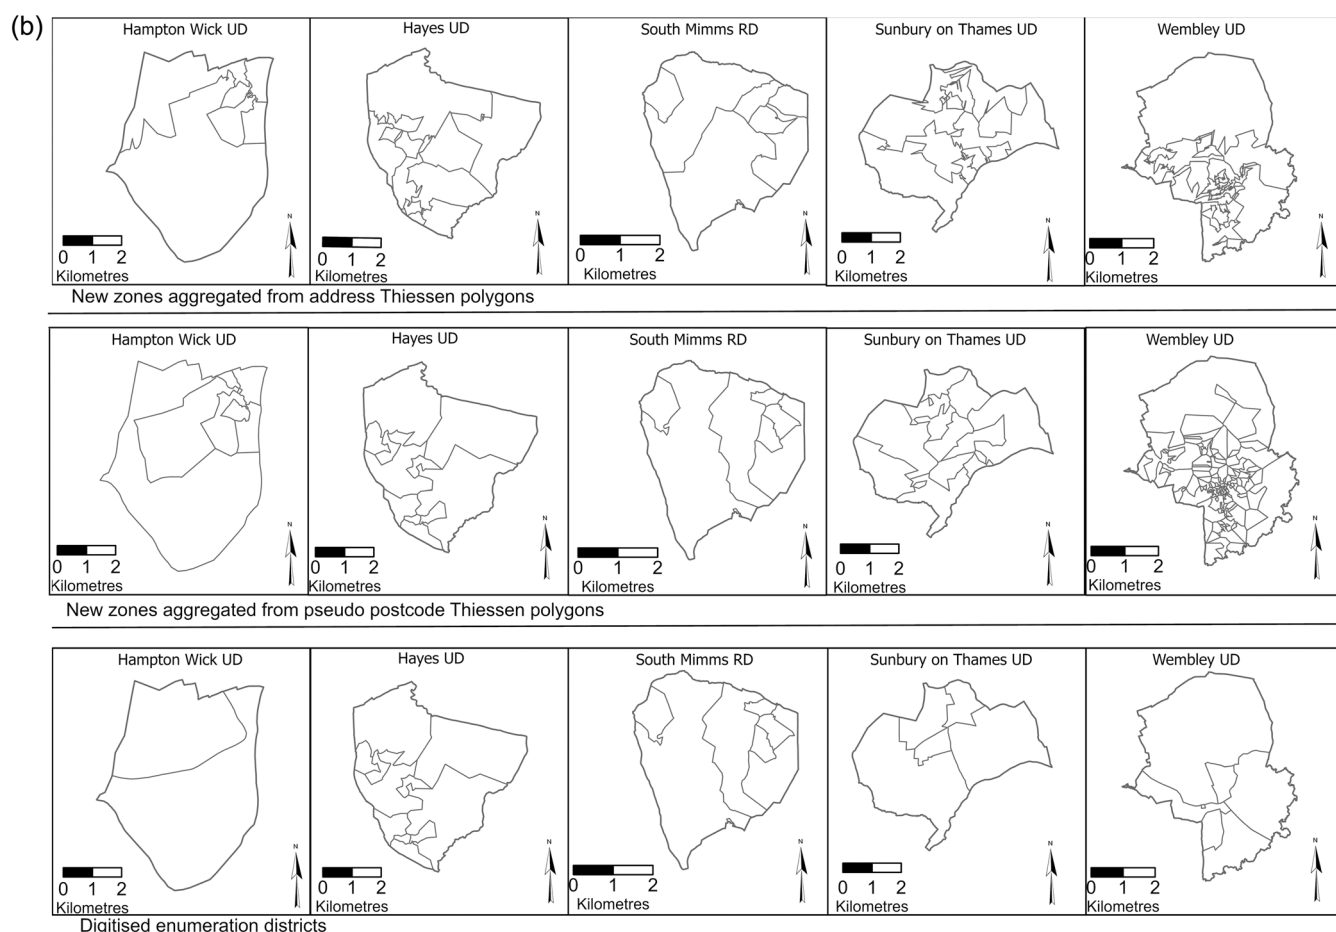 (b)
Hampton Wick UD
Hayes UD
South Mimms RD
Sunbury on Thames UD
Wembley UD
N
N
N
N
N
0 1 2
Kilometres
0 1 2
Kilometres
0 1 2
Kilometres
0 1 2
Kilometres
0 1 2
Kilometres
New zones aggregated from address Thiessen polygons
Hampton Wick UD
Hayes UD
South Mimms RD
Sunbury on Thames UD
Wembley UD
N
N
N
N
N
0 1 2
Kilometres
0 1 2
Kilometres
0 1 2
Kilometres
0 1 2
Kilometres
0 1 2
Kilometres
New zones aggregated from pseudo postcode Thiessen polygons
Hampton Wick UD
Hayes UD
South Mimms RD
Sunbury on Thames UD
Wembley UD
N
N
N
N
N
0 1 2
Kilometres
0 1 2
Kilometres
0 1 2
Kilometres
0 1 2
Kilometres
0 1 2
Kilometres
Digitised enumeration districts